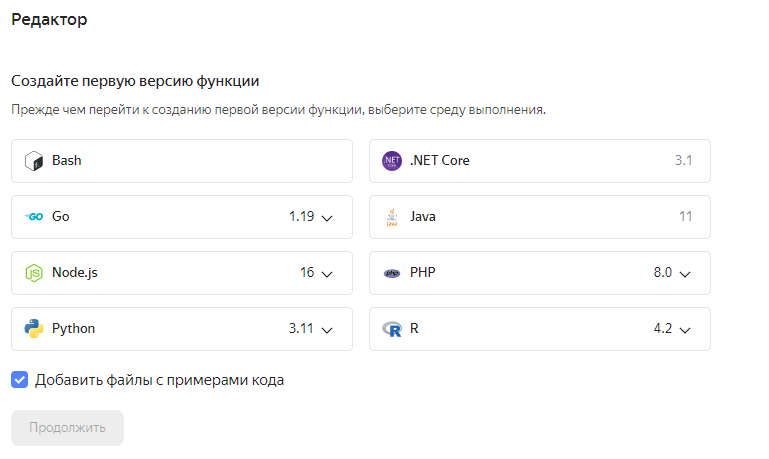 Редактор
Создайте первую версию функции
Прежде чем перейти к созданию первой версии функции, выберите среду выполнения.
Bash
.NET Core 3.1
Go 1.19
Java 11
Node.js 16
PHP 8.0
Python 3.11
R 4.2
Добавить файлы с примерами кода
Продолжить